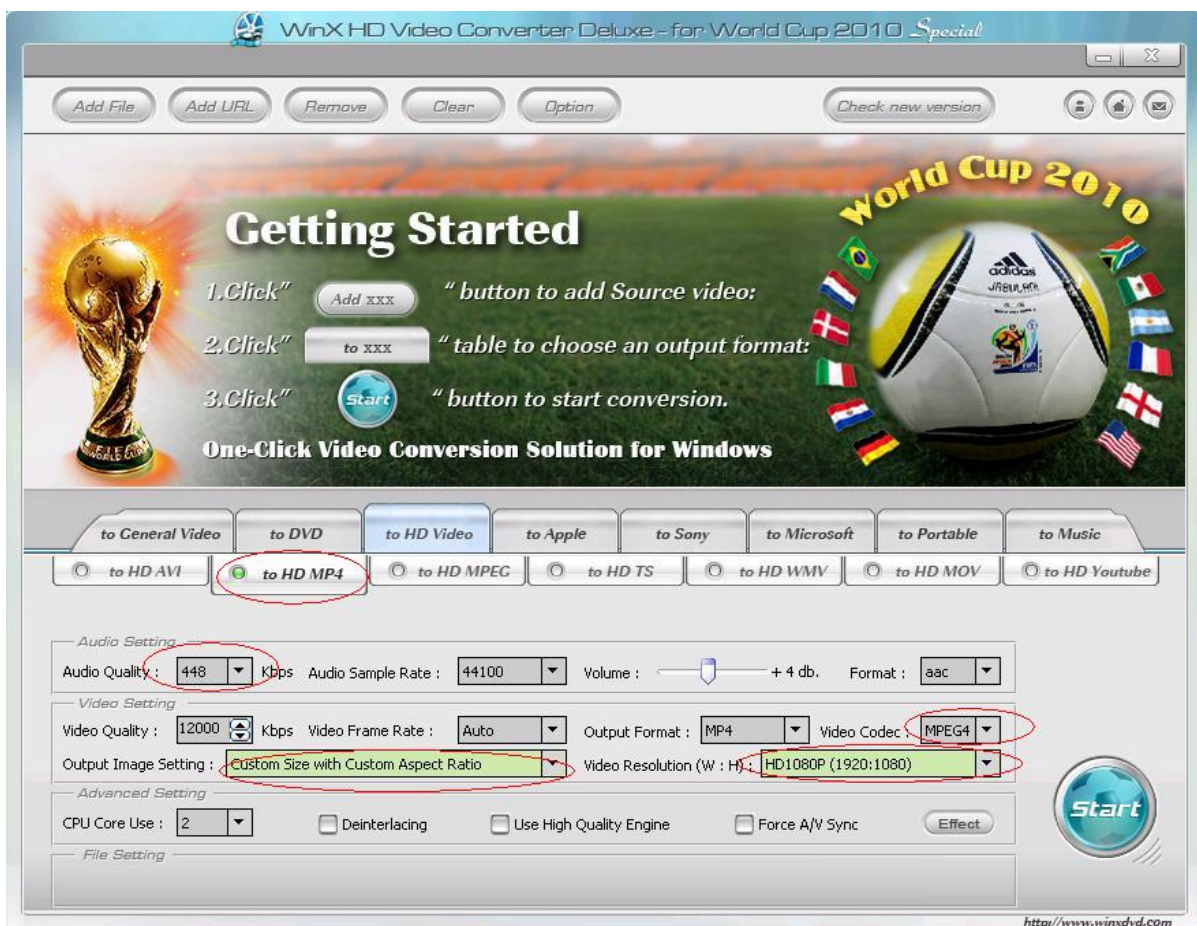 WinX HD Video Converter Deluxe - for World Cup 2010 Special
Add File Add URL Remove Clear Option Check new version
World Cup 2010
Getting Started
1.Click” Add xxx “ button to add Source video:
2.Click” to xxx “ table to choose an output format:
3.Click” Start “ button to start conversion.
One-Click Video Conversion Solution for Windows
adidas
JABULANI
FIFA
WORLD CUP
to General Video to DVD to HD Video to Apple to Sony to Microsoft to Portable to Music
to HD AVI to HD MP4 to HD MPEG to HD TS to HD WMV to HD MOV to HD Youtube
Audio Setting
Audio Quality : 448 Kbps Audio Sample Rate : 44100 Volume : + 4 db. Format : aac
Video Setting
Video Quality : 12000 Kbps Video Frame Rate : Auto Output Format : MP4 Video Codec : MPEG4
Output Image Setting : Custom Size with Custom Aspect Ratio Video Resolution (W : H) : HD1080P (1920:1080)
Advanced Setting
CPU Core Use : 2 Deinterlacing Use High Quality Engine Force A/V Sync Effect
Start
File Setting
http://www.winxdvd.com